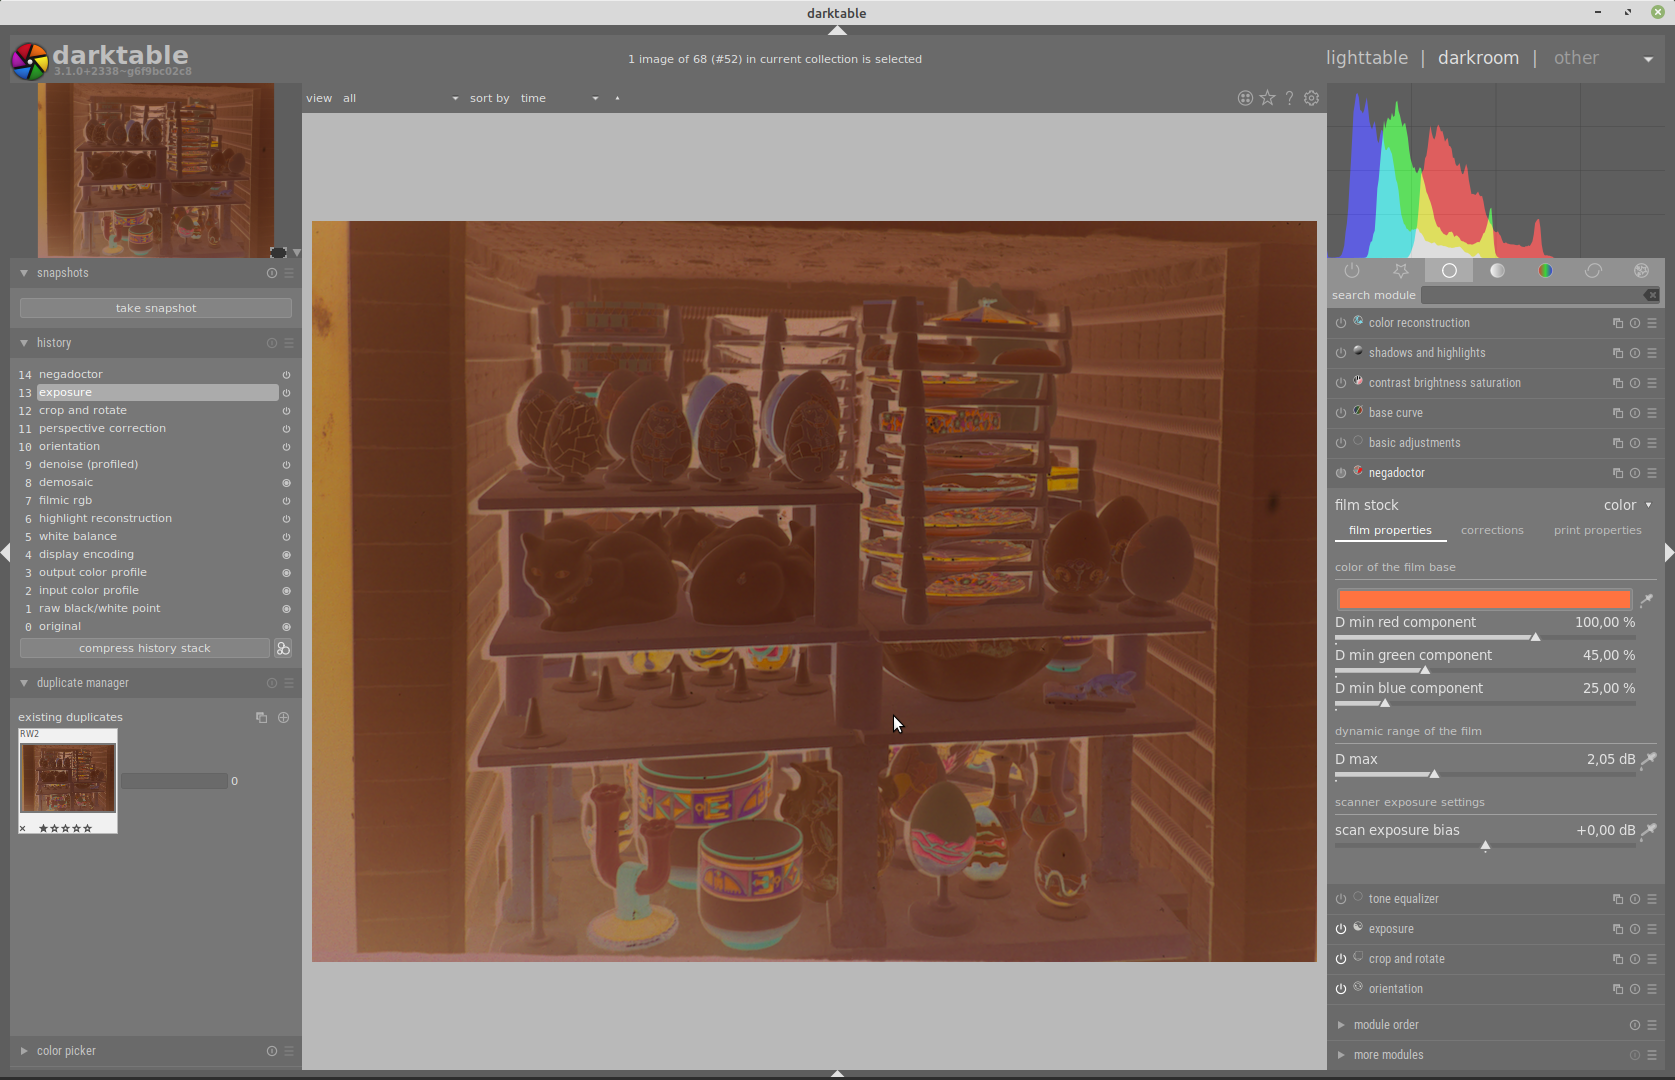 darktable
darktable
3.1.0+2338~g6f9bc02c8
1 image of 68 (#52) in current collection is selected
lighttable | darkroom | other
view all
sort by time
?
snapshots
take snapshot
history
14 negadoctor
13 exposure
12 crop and rotate
11 perspective correction
10 orientation
9 denoise (profiled)
8 demosaic
7 filmic rgb
6 highlight reconstruction
5 white balance
4 display encoding
3 output color profile
2 input color profile
1 raw black/white point
0 original
compress history stack
duplicate manager
existing duplicates
RW2
0
color picker
search module
color reconstruction
shadows and highlights
contrast brightness saturation
base curve
basic adjustments
negadoctor
film stock color
film properties corrections print properties
color of the film base
D min red component 100,00 %
D min green component 45,00 %
D min blue component 25,00 %
dynamic range of the film
D max 2,05 dB
scanner exposure settings
scan exposure bias +0,00 dB
tone equalizer
exposure
crop and rotate
orientation
module order
more modules